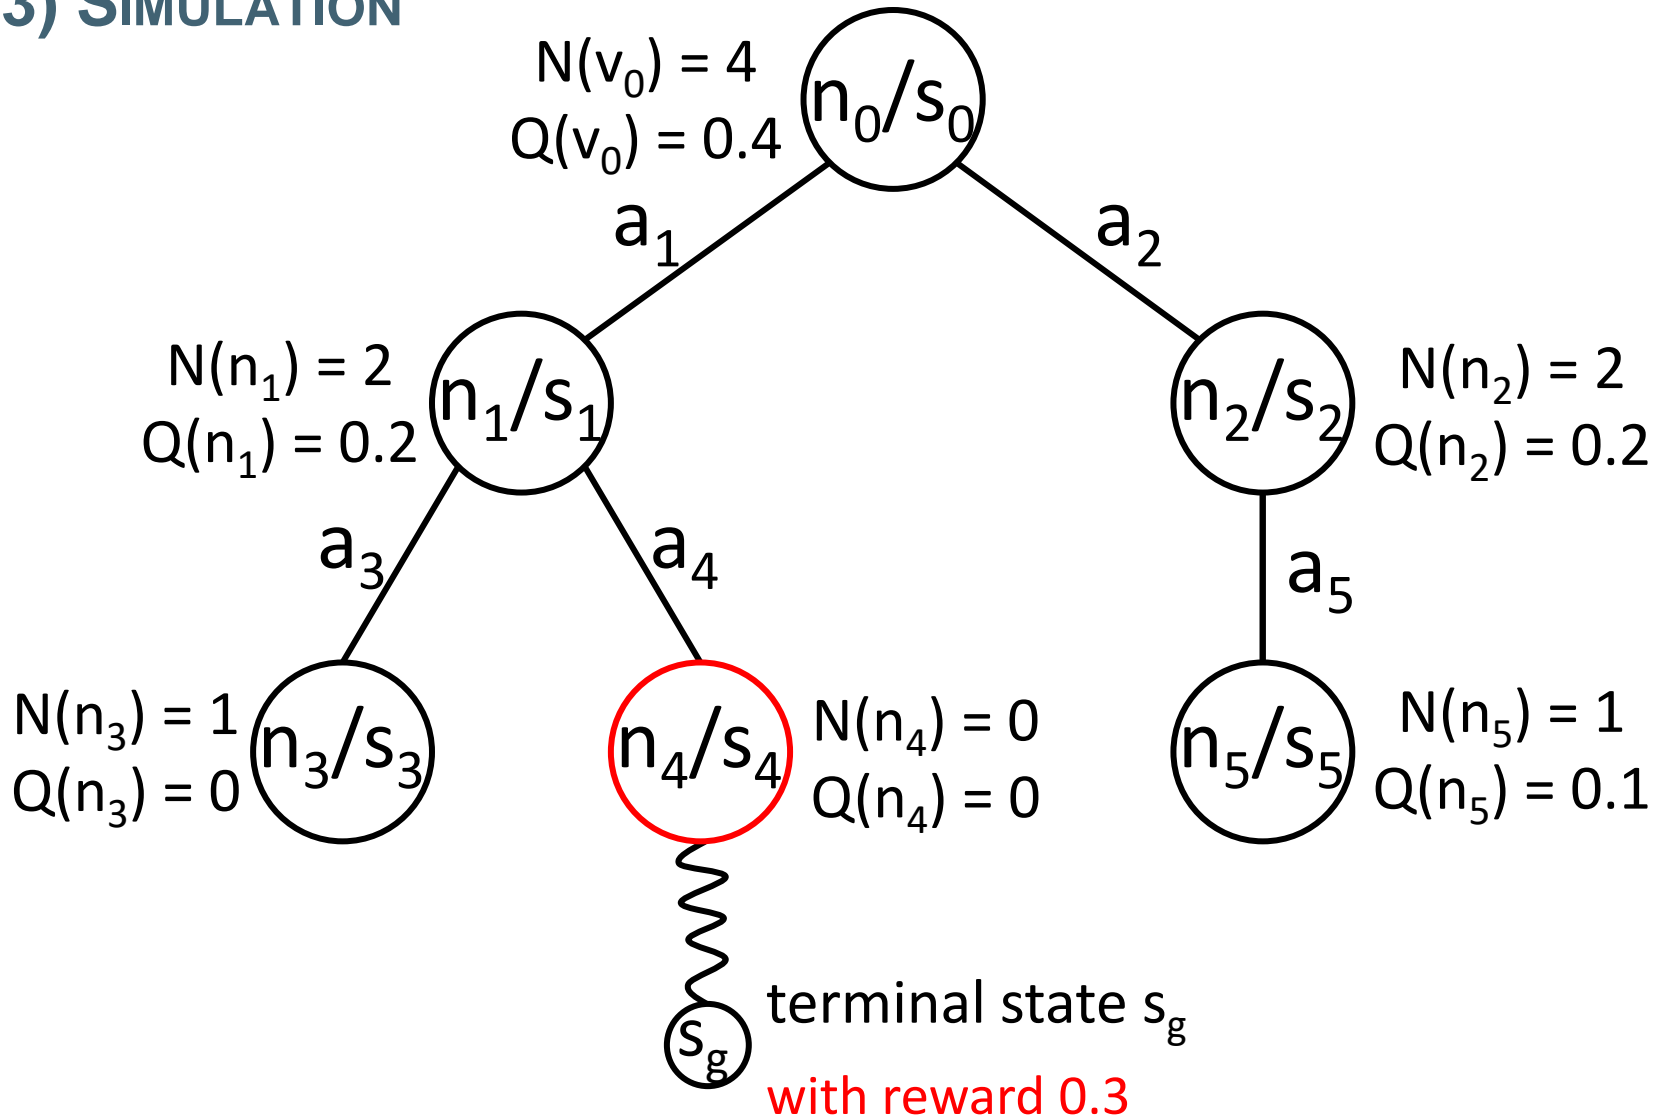 3) SIMULATION
N(v₀) = 4
Q(v₀) = 0.4
n₀/s₀
a₁
a₂
N(n₁) = 2
Q(n₁) = 0.2
n₁/s₁
n₂/s₂
N(n₂) = 2
Q(n₂) = 0.2
a₃
a₄
a₅
N(n₃) = 1
Q(n₃) = 0
n₃/s₃
n₄/s₄
N(n₄) = 0
Q(n₄) = 0
n₅/s₅
N(n₅) = 1
Q(n₅) = 0.1
s_g
terminal state s_g
with reward 0.3